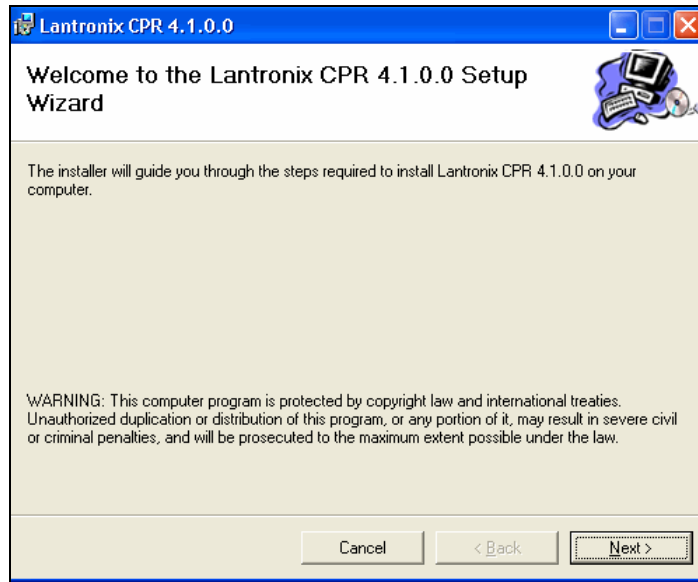 Lantronix CPR 4.1.0.0
Welcome to the Lantronix CPR 4.1.0.0 Setup
Wizard
The installer will guide you through the steps required to install Lantronix CPR 4.1.0.0 on your
computer.
WARNING: This computer program is protected by copyright law and international treaties.
Unauthorized duplication or distribution of this program, or any portion of it, may result in severe civil
or criminal penalties, and will be prosecuted to the maximum extent possible under the law.
Cancel < Back Next >